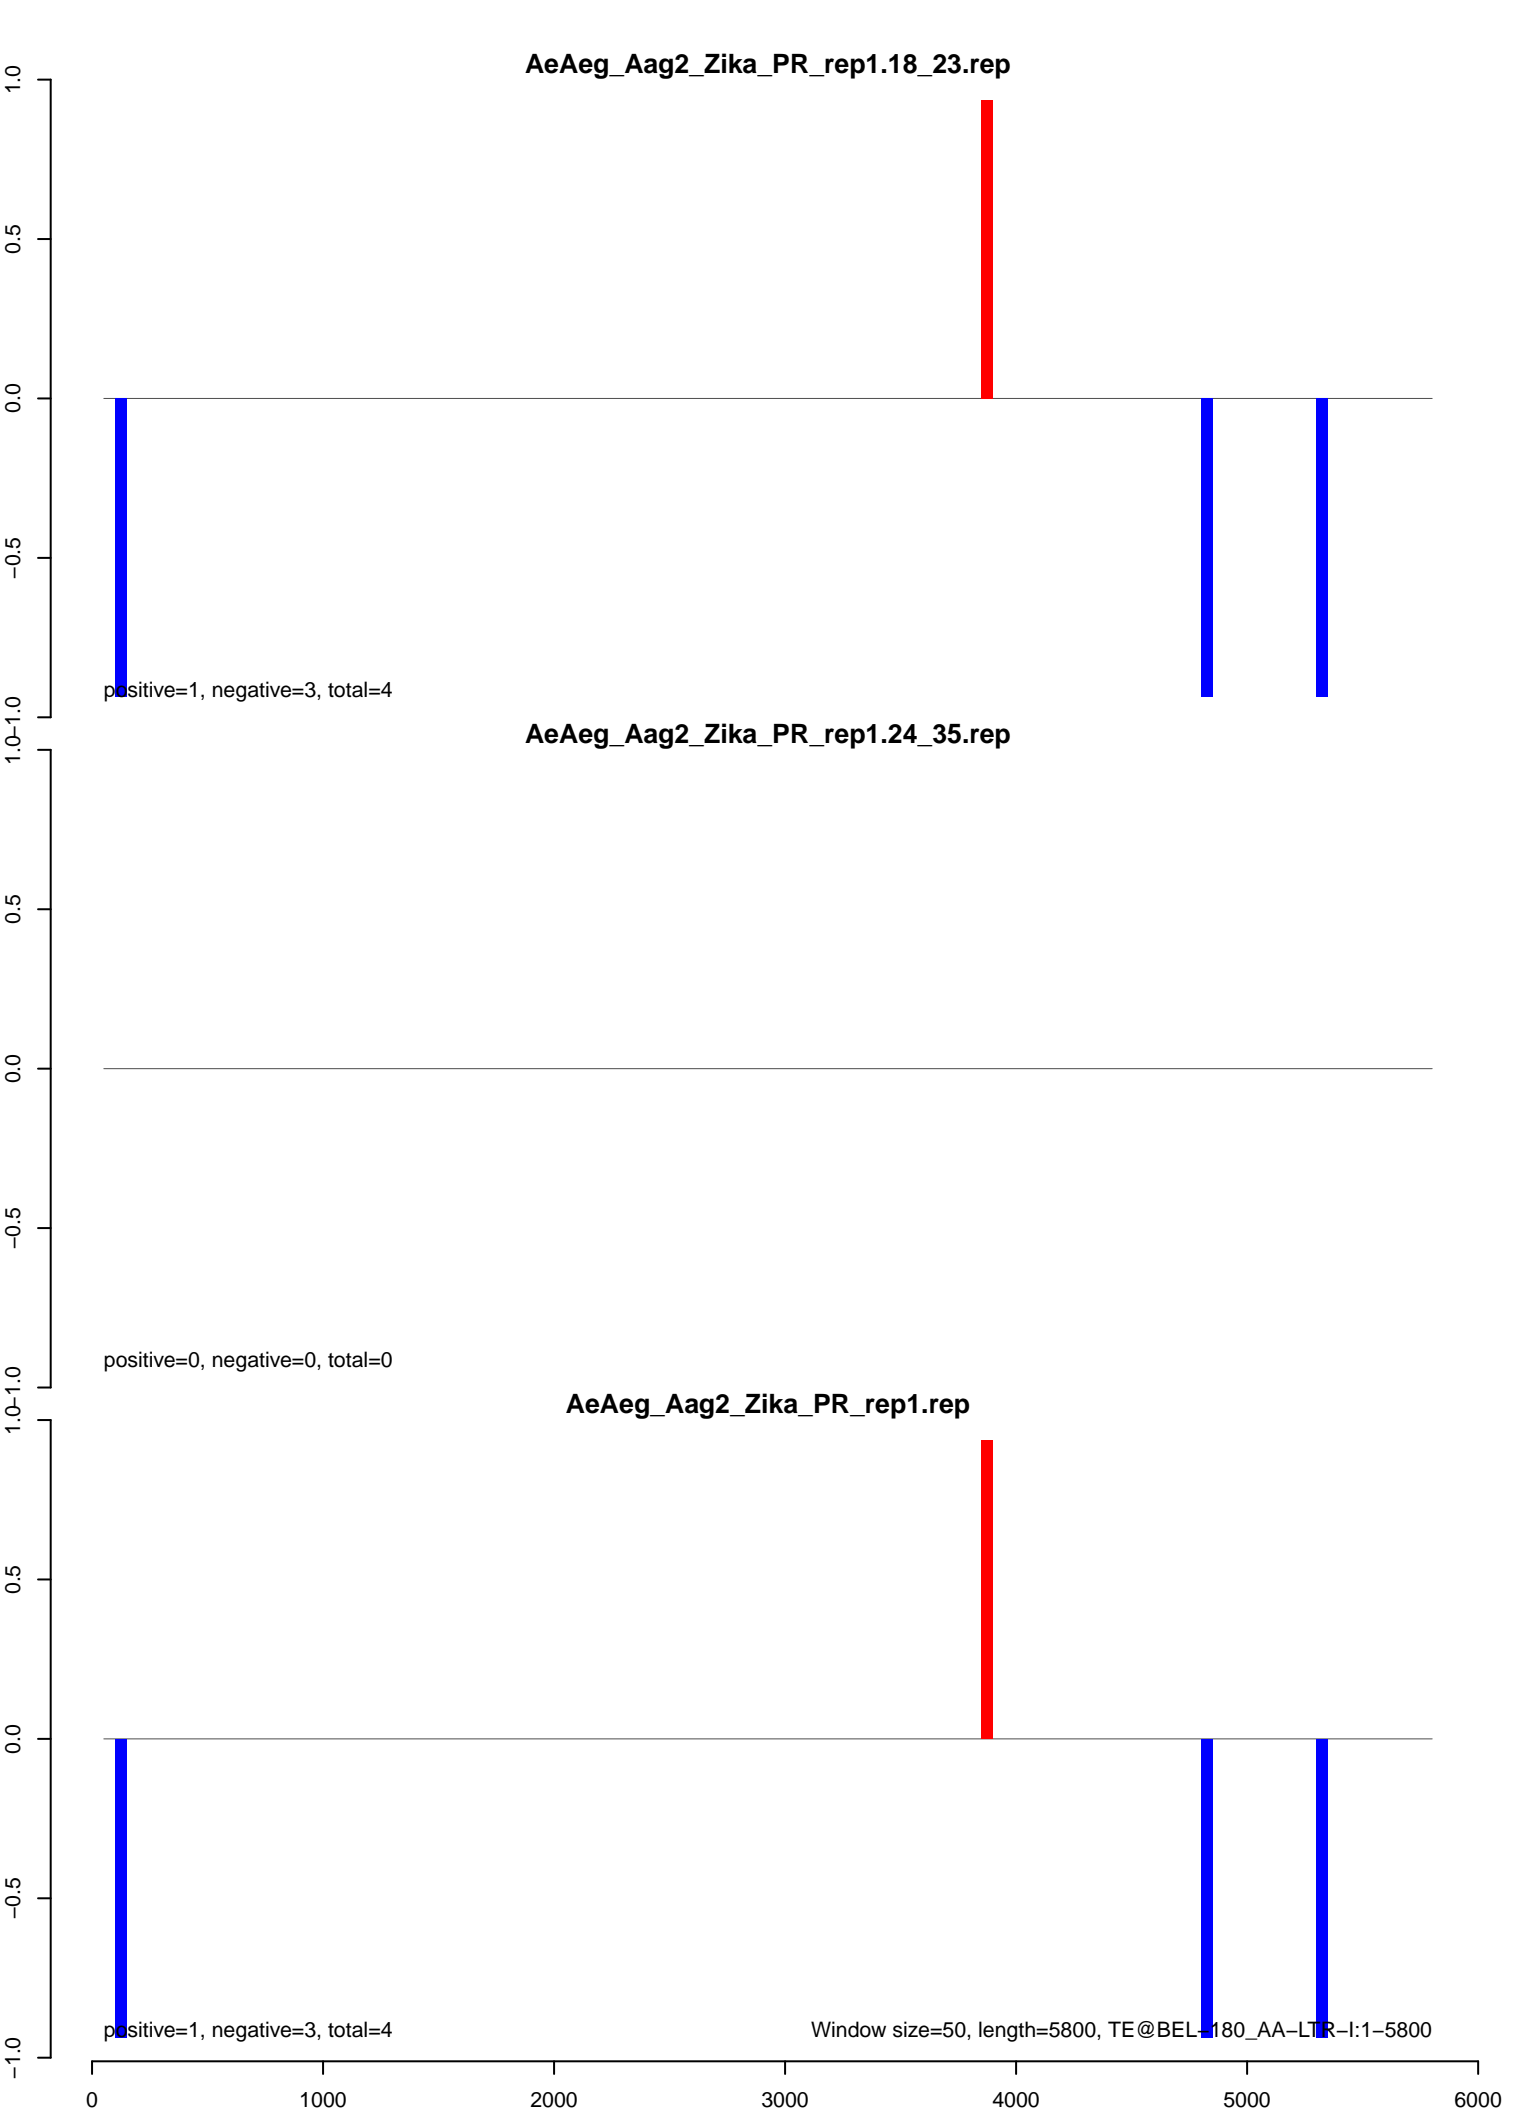 AeAeg_Aag2_Zika_PR_rep1.18_23.rep
1.0
0.5
0.0
−0.5
−1.0
positive=1, negative=3, total=4
AeAeg_Aag2_Zika_PR_rep1.24_35.rep
1.0
0.5
0.0
−0.5
−1.0
positive=0, negative=0, total=0
AeAeg_Aag2_Zika_PR_rep1.rep
1.0
0.5
0.0
−0.5
−1.0
positive=1, negative=3, total=4
Window size=50, length=5800, TE@BEL−180_AA−LTR−I:1−5800
0 1000 2000 3000 4000 5000 6000